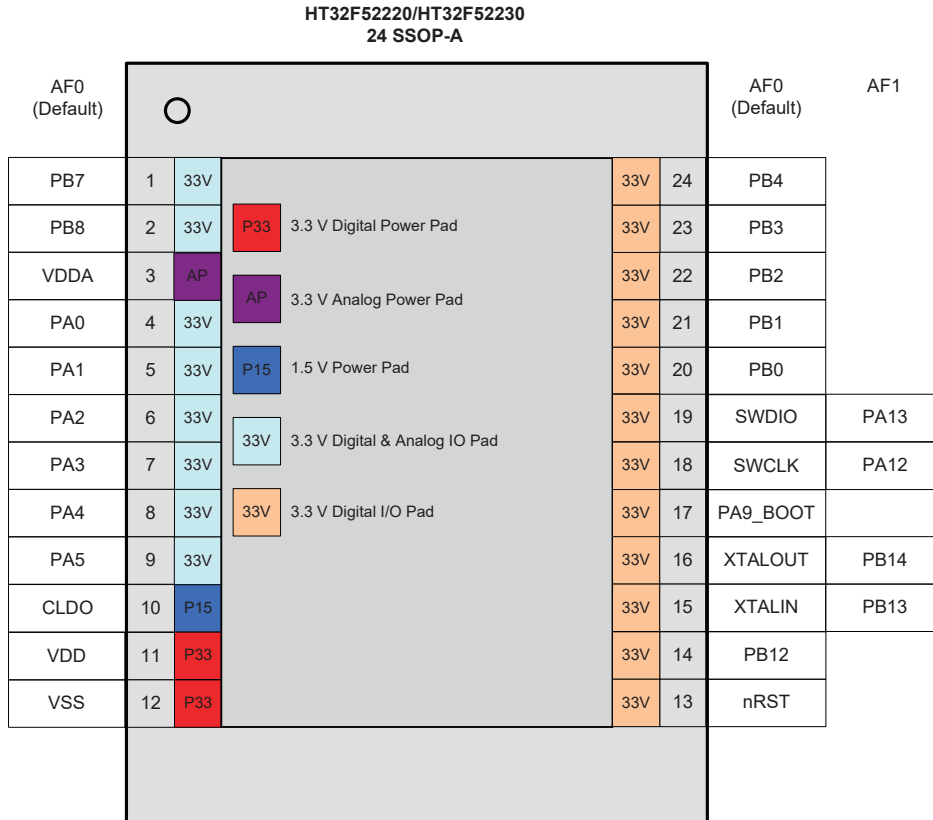 HT32F52220/HT32F52230
24 SSOP-A
AF0
(Default)
AF0
(Default)
AF1
PB7 1 33V 33V 24 PB4
PB8 2 33V P33 3.3 V Digital Power Pad 33V 23 PB3
VDDA 3 AP AP 3.3 V Analog Power Pad 33V 22 PB2
PA0 4 33V 33V 21 PB1
PA1 5 33V P15 1.5 V Power Pad 33V 20 PB0
PA2 6 33V 33V 3.3 V Digital & Analog IO Pad 33V 19 SWDIO PA13
PA3 7 33V 33V 18 SWCLK PA12
PA4 8 33V 33V 3.3 V Digital I/O Pad 33V 17 PA9_BOOT
PA5 9 33V 33V 16 XTALOUT PB14
CLDO 10 P15 33V 15 XTALIN PB13
VDD 11 P33 33V 14 PB12
VSS 12 P33 33V 13 nRST